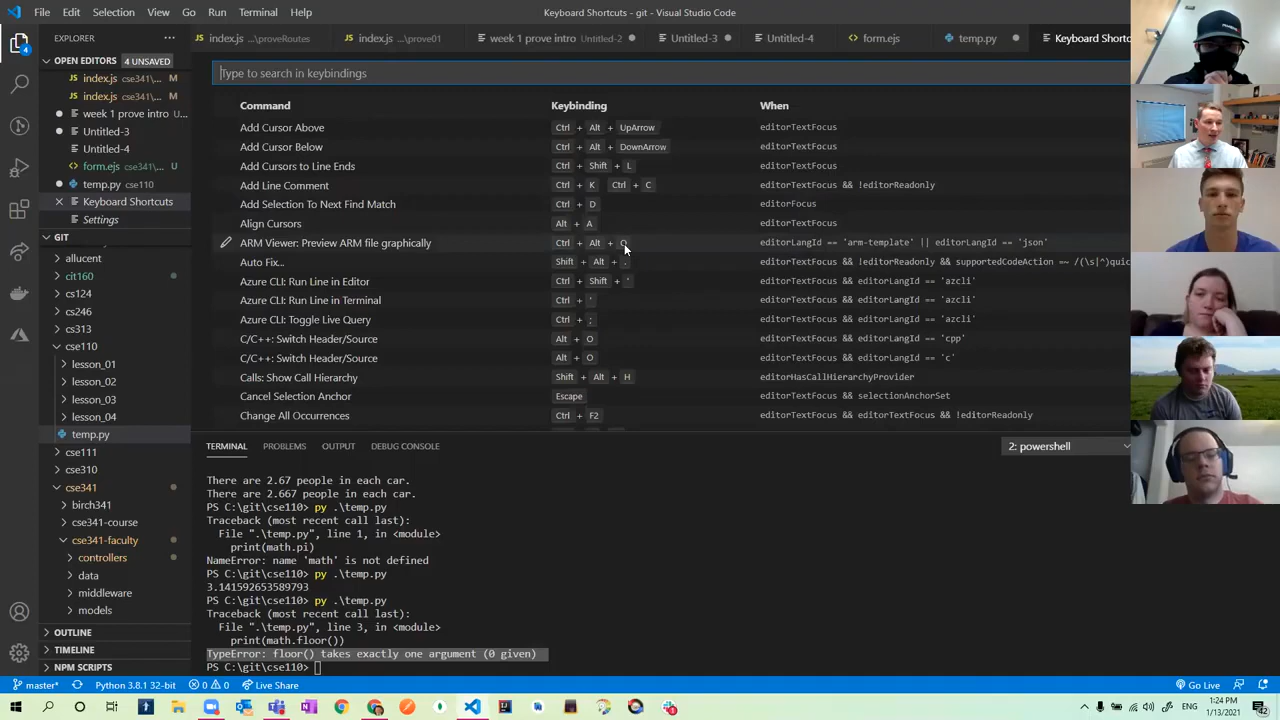 File Edit Selection View Go Run Terminal Help
Keyboard Shortcuts - git - Visual Studio Code
EXPLORER
index.js ...\proveRoutes
index.js ...\prove01
week 1 prove intro Untitled-2
Untitled-3
Untitled-4
form.ejs
temp.py
Keyboard Shortc
OPEN EDITORS 4 UNSAVED
index.js cse341\... M
index.js cse341\... M
week 1 prove intro U...
Untitled-3
Untitled-4
form.ejs cse341\... U
temp.py cse110
Keyboard Shortcuts
Settings
GIT
allucent
cit160
cs124
cs246
cs313
cse110
lesson_01
lesson_02
lesson_03
lesson_04
temp.py
cse111
cse310
cse341
birch341
cse341-course
cse341-faculty
controllers
data
middleware
models
OUTLINE
TIMELINE
NPM SCRIPTS
Type to search in keybindings
Command Keybinding When
Add Cursor Above Ctrl + Alt + UpArrow editorTextFocus
Add Cursor Below Ctrl + Alt + DownArrow editorTextFocus
Add Cursors to Line Ends Ctrl + Shift + L editorTextFocus
Add Line Comment Ctrl + K Ctrl + C editorTextFocus && !editorReadonly
Add Selection To Next Find Match Ctrl + D editorFocus
Align Cursors Alt + A editorTextFocus
ARM Viewer: Preview ARM file graphically Ctrl + Alt + editorLangId == 'arm-template' || editorLangId == 'json'
Auto Fix... Shift + Alt + . editorTextFocus && !editorReadonly && supportedCodeAction =~ /(\s|^)quic
Azure CLI: Run Line in Editor Ctrl + Shift + ' editorTextFocus && editorLangId == 'azcli'
Azure CLI: Run Line in Terminal Ctrl + ' editorTextFocus && editorLangId == 'azcli'
Azure CLI: Toggle Live Query Ctrl + ; editorTextFocus && editorLangId == 'azcli'
C/C++: Switch Header/Source Alt + O editorTextFocus && editorLangId == 'cpp'
C/C++: Switch Header/Source Alt + O editorTextFocus && editorLangId == 'c'
Calls: Show Call Hierarchy Shift + Alt + H editorHasCallHierarchyProvider
Cancel Selection Anchor Escape editorTextFocus && selectionAnchorSet
Change All Occurrences Ctrl + F2 editorTextFocus && editorTextFocus && !editorReadonly
TERMINAL PROBLEMS OUTPUT DEBUG CONSOLE 2: powershell
There are 2.67 people in each car.
There are 2.667 people in each car.
PS C:\git\cse110> py .\temp.py
Traceback (most recent call last):
File ".\temp.py", line 1, in <module>
print(math.pi)
NameError: name 'math' is not defined
PS C:\git\cse110> py .\temp.py
3.141592653589793
PS C:\git\cse110> py .\temp.py
Traceback (most recent call last):
File ".\temp.py", line 3, in <module>
print(math.floor())
TypeError: floor() takes exactly one argument (0 given)
PS C:\git\cse110>
master* Python 3.8.1 32-bit 0 0 Live Share Go Live
ENG 1:24 PM
1/13/2021
42